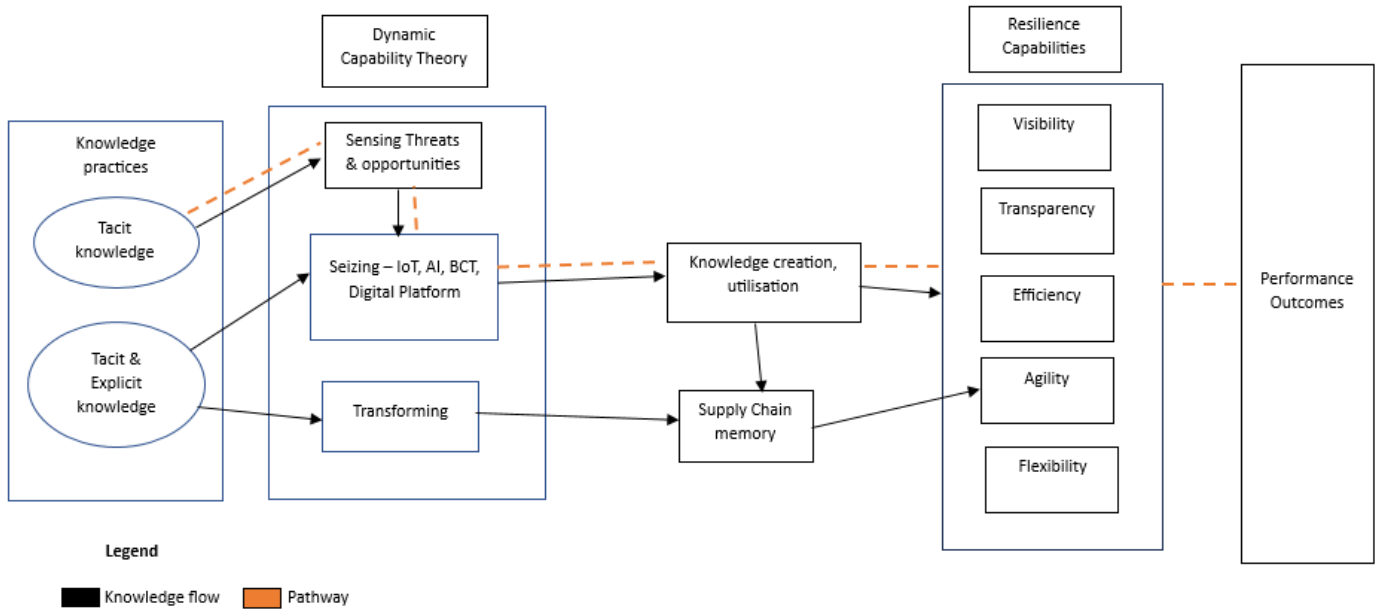 Dynamic
Capability Theory
Resilience
Capabilities
Knowledge
practices
Tacit
knowledge
Tacit &
Explicit
knowledge
Sensing Threats
& opportunities
Seizing – IoT, AI, BCT,
Digital Platform
Transforming
Knowledge creation,
utilisation
Supply Chain
memory
Visibility
Transparency
Efficiency
Agility
Flexibility
Performance
Outcomes
Legend
Knowledge flow
Pathway